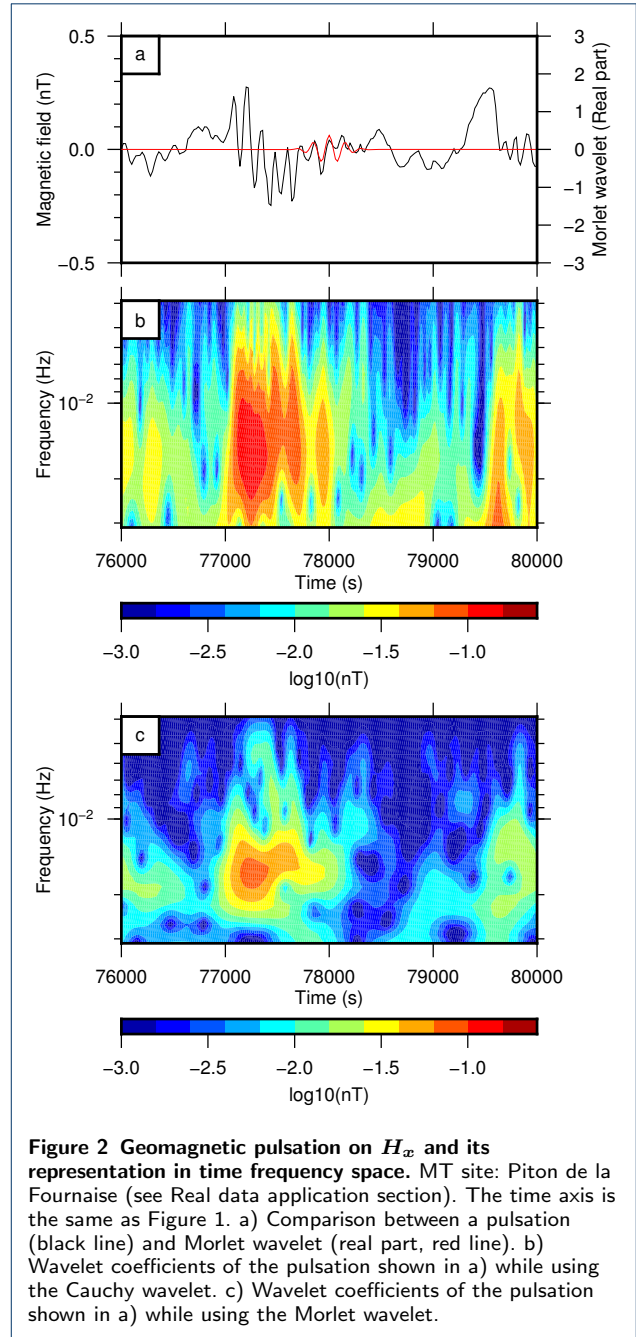 a
0.5
0.0
−0.5
Magnetic field (nT)
3
2
1
0
−1
−2
−3
Morlet wavelet (Real part)
b
10−2
Frequency (Hz)
76000 77000 78000 79000 80000
Time (s)
−3.0 −2.5 −2.0 −1.5 −1.0
log10(nT)
c
10−2
Frequency (Hz)
76000 77000 78000 79000 80000
Time (s)
−3.0 −2.5 −2.0 −1.5 −1.0
log10(nT)
Figure 2 Geomagnetic pulsation on Hx and its
representation in time frequency space. MT site: Piton de la
Fournaise (see Real data application section). The time axis is
the same as Figure 1. a) Comparison between a pulsation
(black line) and Morlet wavelet (real part, red line). b)
Wavelet coefficients of the pulsation shown in a) while using
the Cauchy wavelet. c) Wavelet coefficients of the pulsation
shown in a) while using the Morlet wavelet.